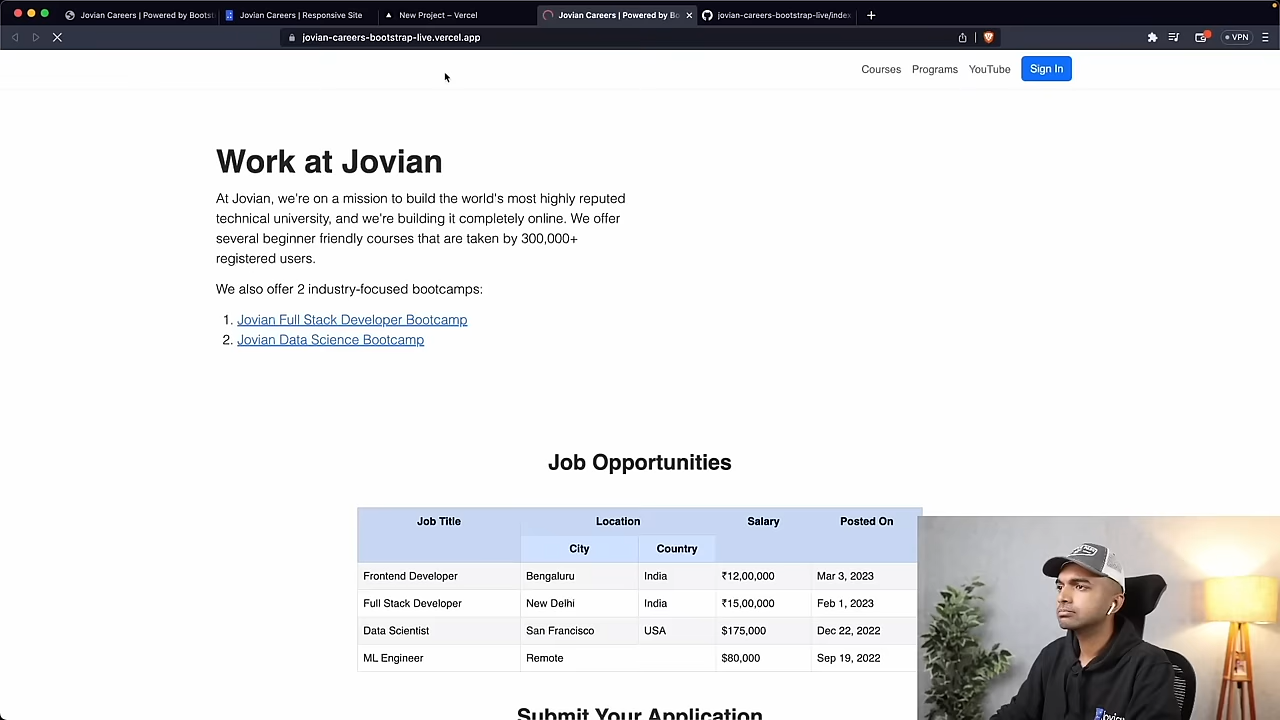 Jovian Careers | Powered by Bootst
Jovian Careers | Responsive Site
New Project – Vercel
Jovian Careers | Powered by Bo
jovian-careers-bootstrap-live/index
jovian-careers-bootstrap-live.vercel.app
VPN
Courses
Programs
YouTube
Sign In
Work at Jovian
At Jovian, we're on a mission to build the world's most highly reputed
technical university, and we're building it completely online. We offer
several beginner friendly courses that are taken by 300,000+
registered users.
We also offer 2 industry-focused bootcamps:
1. Jovian Full Stack Developer Bootcamp
2. Jovian Data Science Bootcamp
Job Opportunities
Job Title Location Salary Posted On
City Country
Frontend Developer Bengaluru India ₹12,00,000 Mar 3, 2023
Full Stack Developer New Delhi India ₹15,00,000 Feb 1, 2023
Data Scientist San Francisco USA $175,000 Dec 22, 2022
ML Engineer Remote $80,000 Sep 19, 2022
Submit Your Application